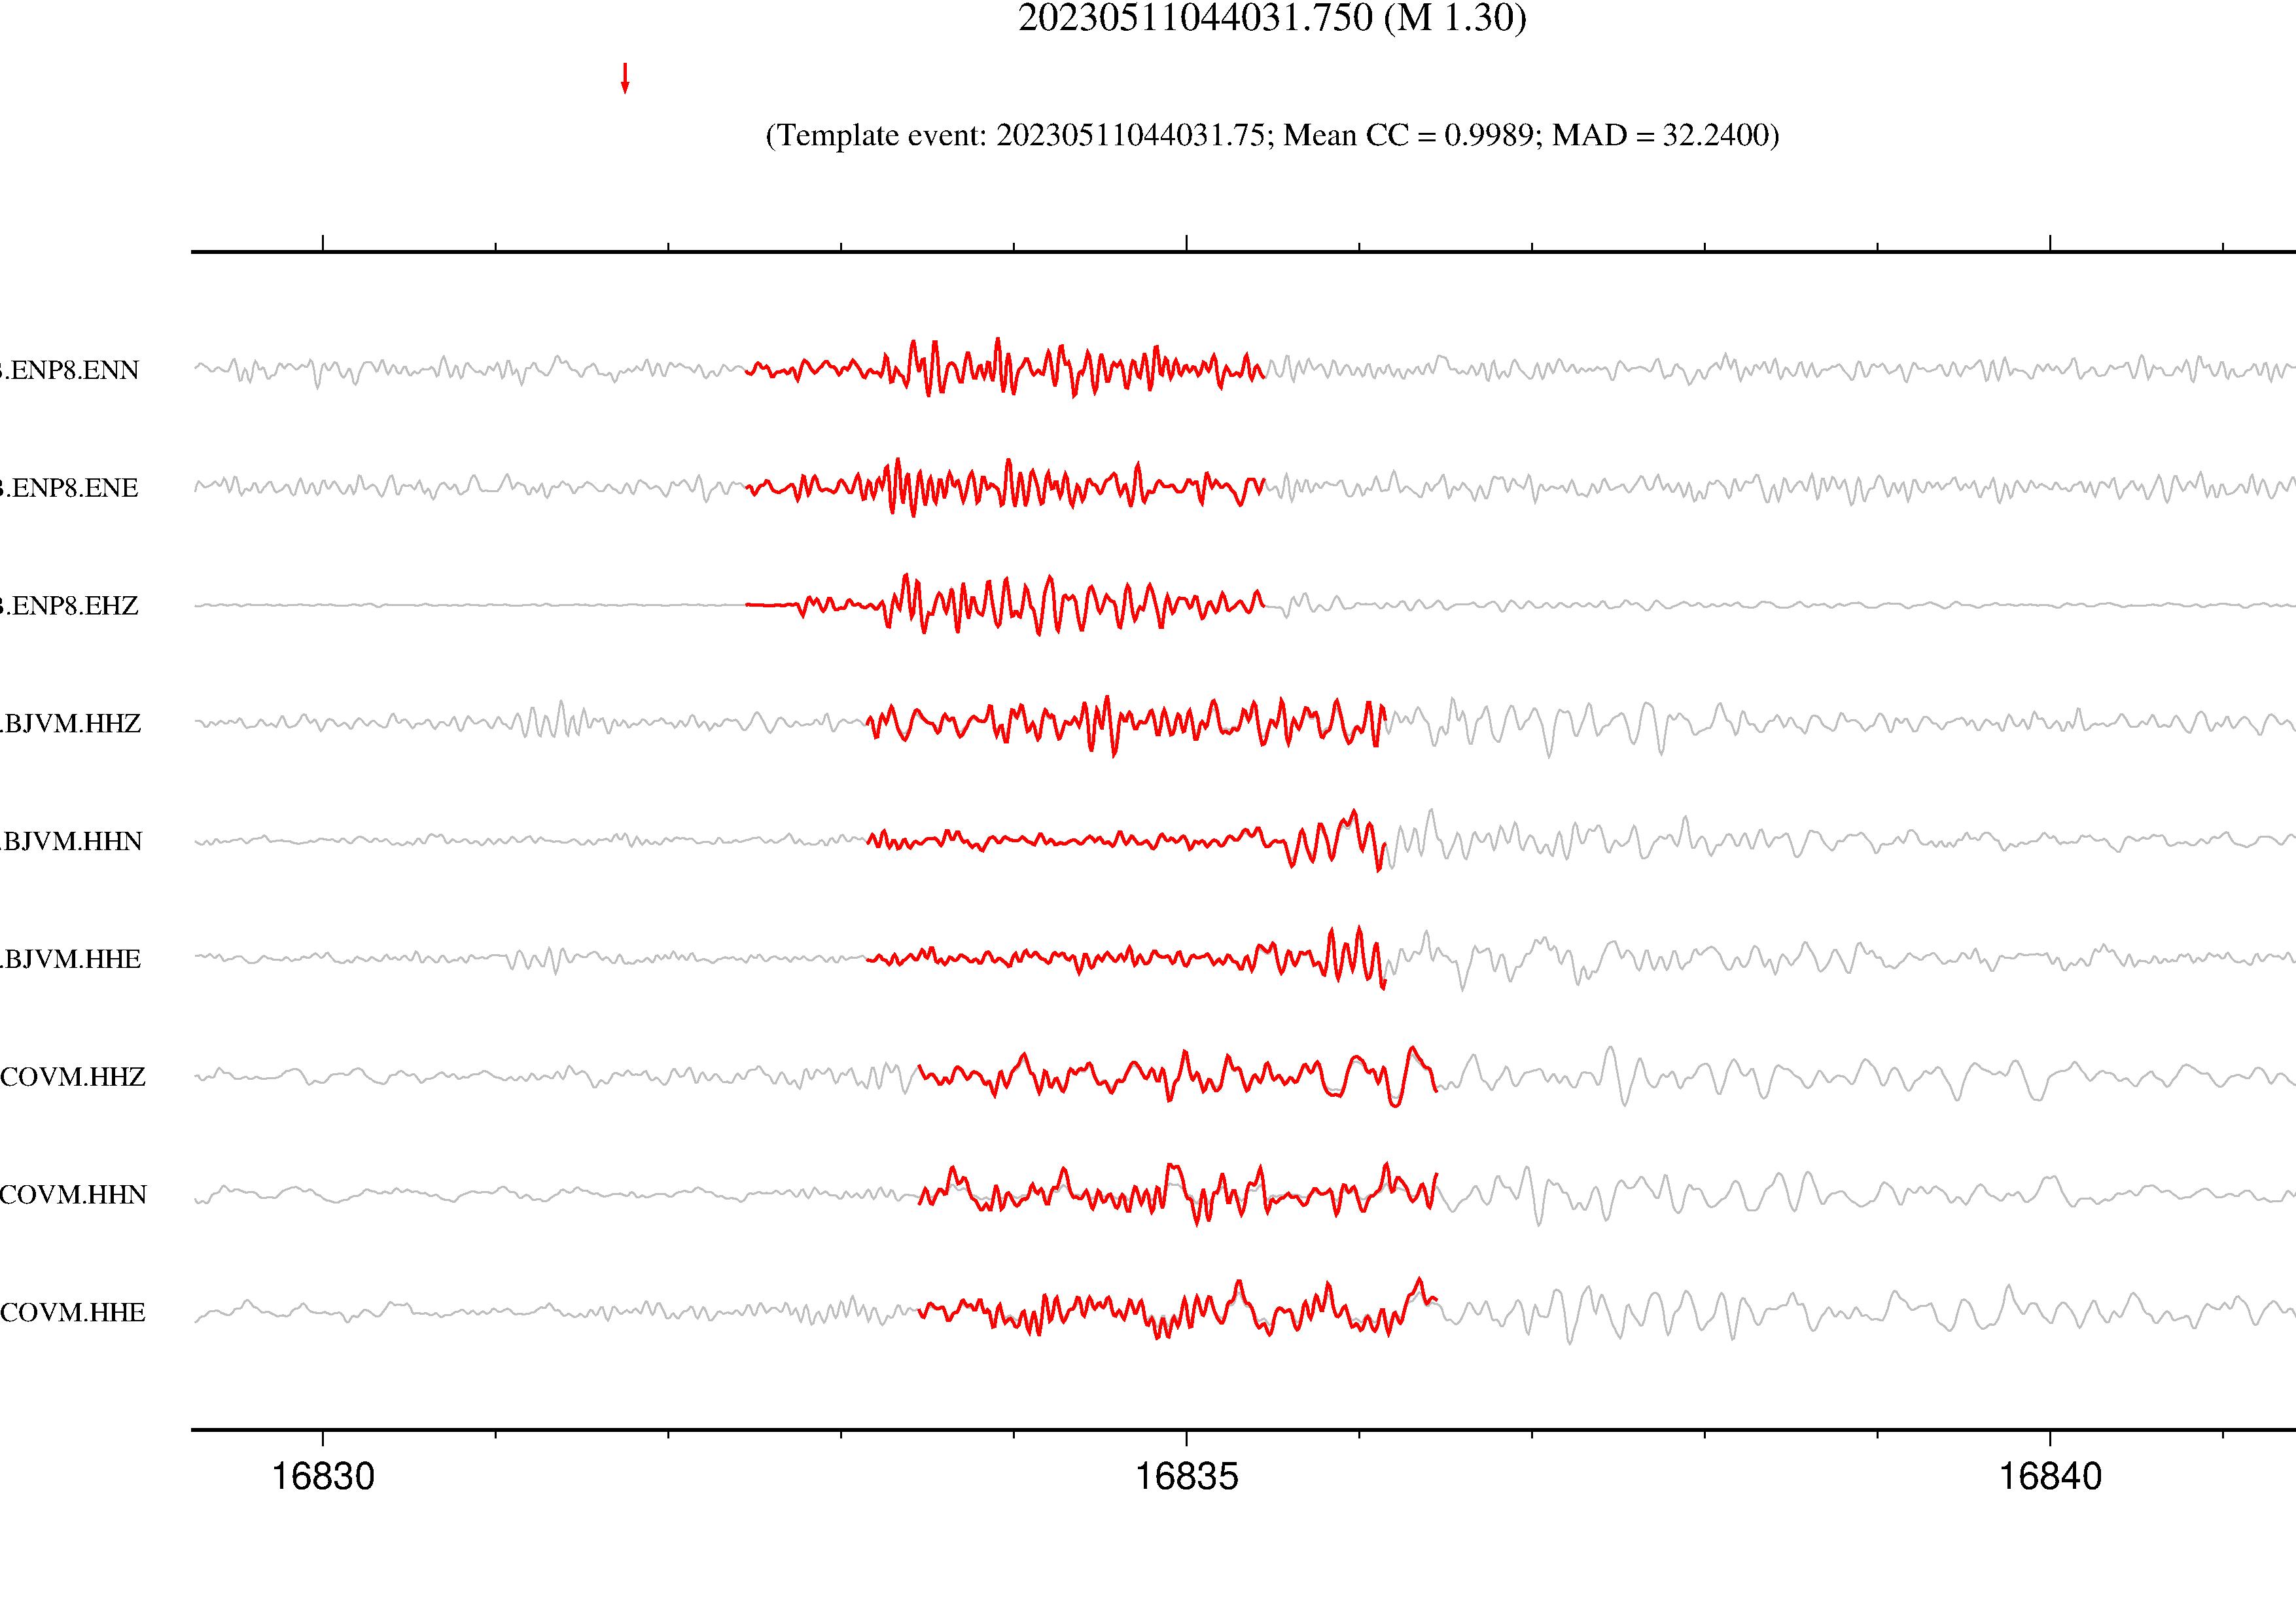 20230511044031.750 (M 1.30)
(Template event: 20230511044031.75; Mean CC = 0.9989; MAD = 32.2400)
.ENP8.ENN
.ENP8.ENE
.ENP8.EHZ
.BJVM.HHZ
.BJVM.HHN
.BJVM.HHE
COVM.HHZ
COVM.HHN
COVM.HHE
16830 16835 16840